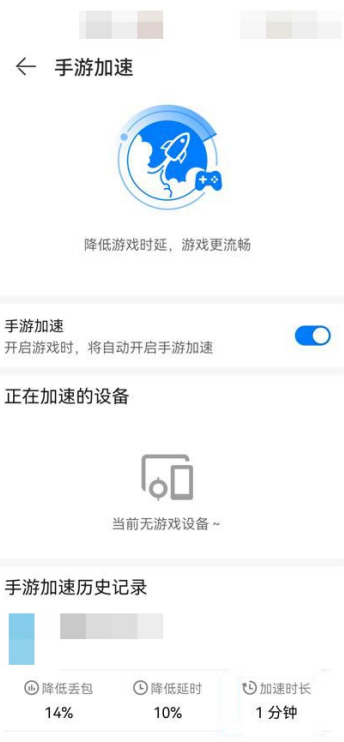 手游加速
降低游戏时延，游戏更流畅
手游加速
开启游戏时，将自动开启手游加速
正在加速的设备
当前无游戏设备~
手游加速历史记录
降低丢包 降低延时 加速时长
14% 10% 1 分钟